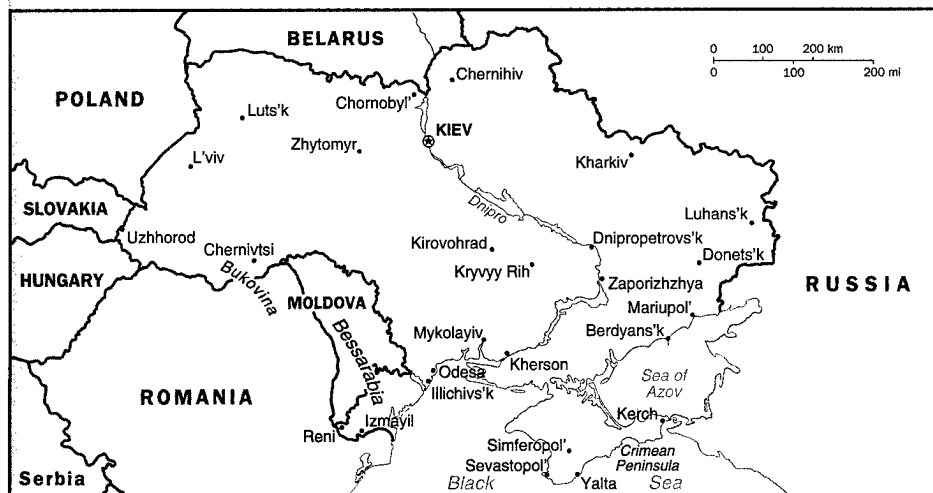 BELARUS
0 100 200 km
0 100 200 mi
Chernihiv
POLAND
Chornobyl'
Luts'k
KIEV
Zhytomyr
Kharkiv
L'viv
SLOVAKIA
Dnipro
Luhans'k
Uzhhorod
Chernivtsi
Kirovohrad
Dnipropetrovs'k
Donets'k
HUNGARY
Bukovina
Kryvyy Rih
MOLDOVA
Zaporizhzhya
RUSSIA
Mariupol'
Bessarabia
Mykolayiv
Berdyans'k
Kherson
Odesa
Sea of
Azov
Illichivs'k
ROMANIA
Izmayil
Kerch
Reni
Simferopol'
Crimean
Peninsula
Sevastopol'
Serbia
Black Sea
Yalta